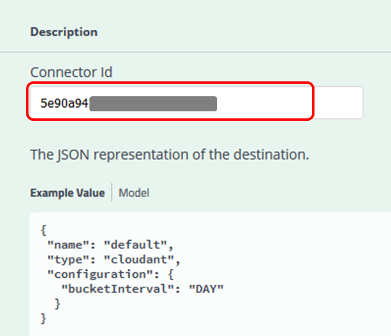 Description
Connector Id
5e90a94
The JSON representation of the destination.
Example Value Model
{
"name": "default",
"type": "cloudant",
"configuration": {
"bucketInterval": "DAY"
}
}